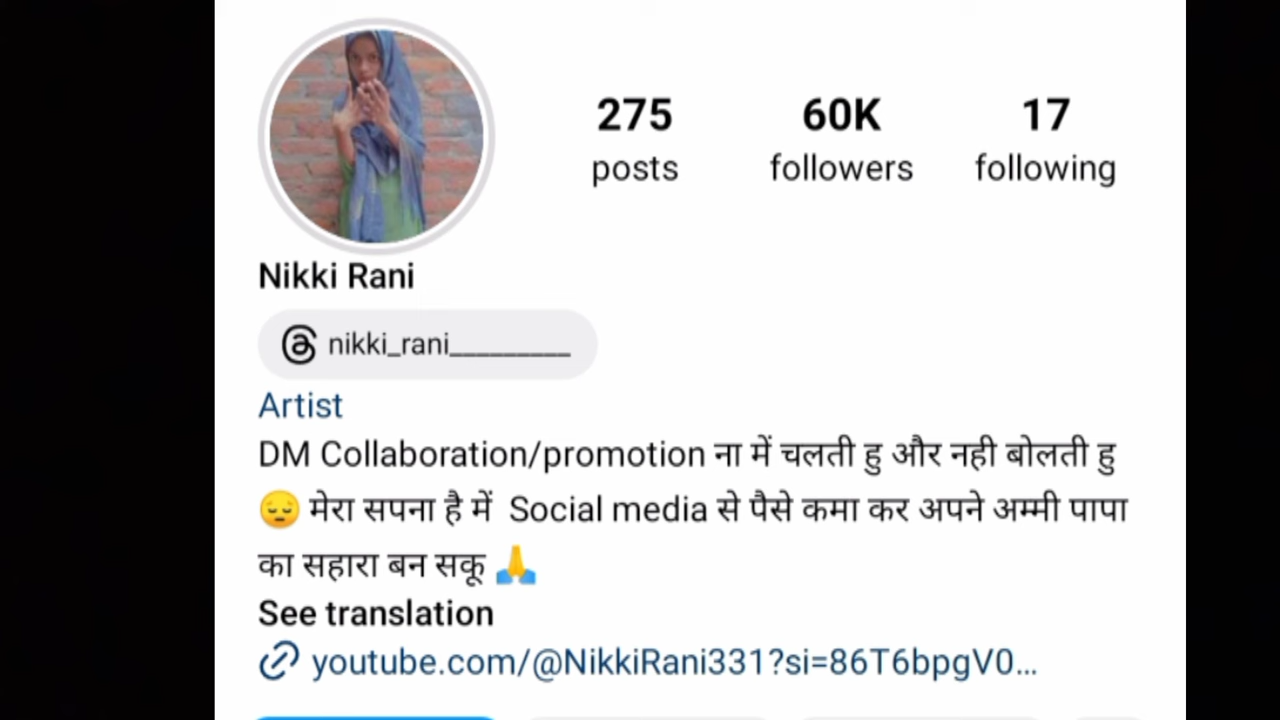 275 60K 17
posts followers following
Nikki Rani
nikki_rani_________
Artist
DM Collaboration/promotion ना में चलती हु और नही बोलती हु
😔 मेरा सपना है में Social media से पैसे कमा कर अपने अम्मी पापा
का सहारा बन सकू 🙏
See translation
youtube.com/@NikkiRani331?si=86T6bpgV0...